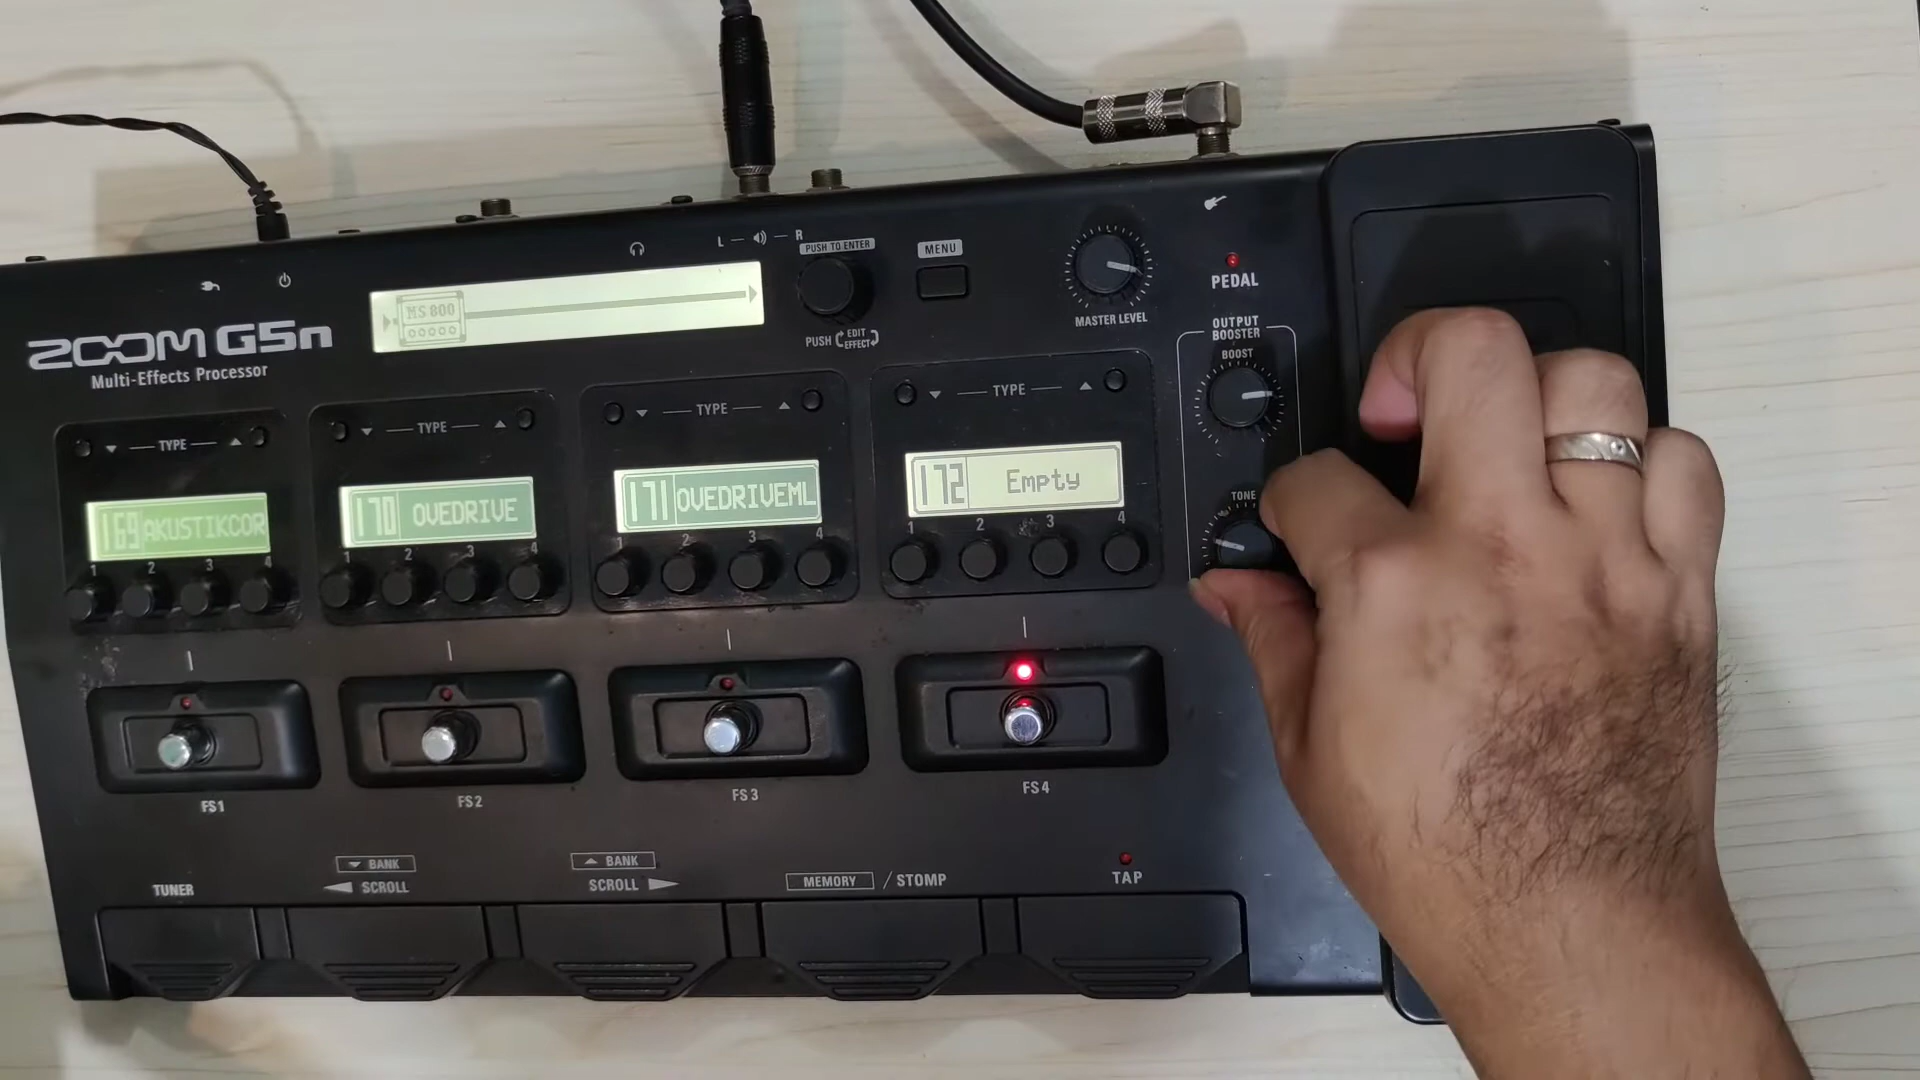 L R
PUSH TO ENTER
MENU
MS 800
PUSH EDIT EFFECT
MASTER LEVEL
PEDAL
OUTPUT
BOOSTER
BOOST
TONE
ZOOM G5n
Multi-Effects Processor
TYPE TYPE TYPE TYPE
169 AKUSTIKCOR 170 OVEDRIVE 171 OVEDRIVEML 172 Empty
1 2 3 4 1 2 3 4 1 2 3 4 1 2 3 4
FS1 FS2 FS3 FS4
TUNER
BANK
SCROLL
BANK
SCROLL
MEMORY / STOMP
TAP